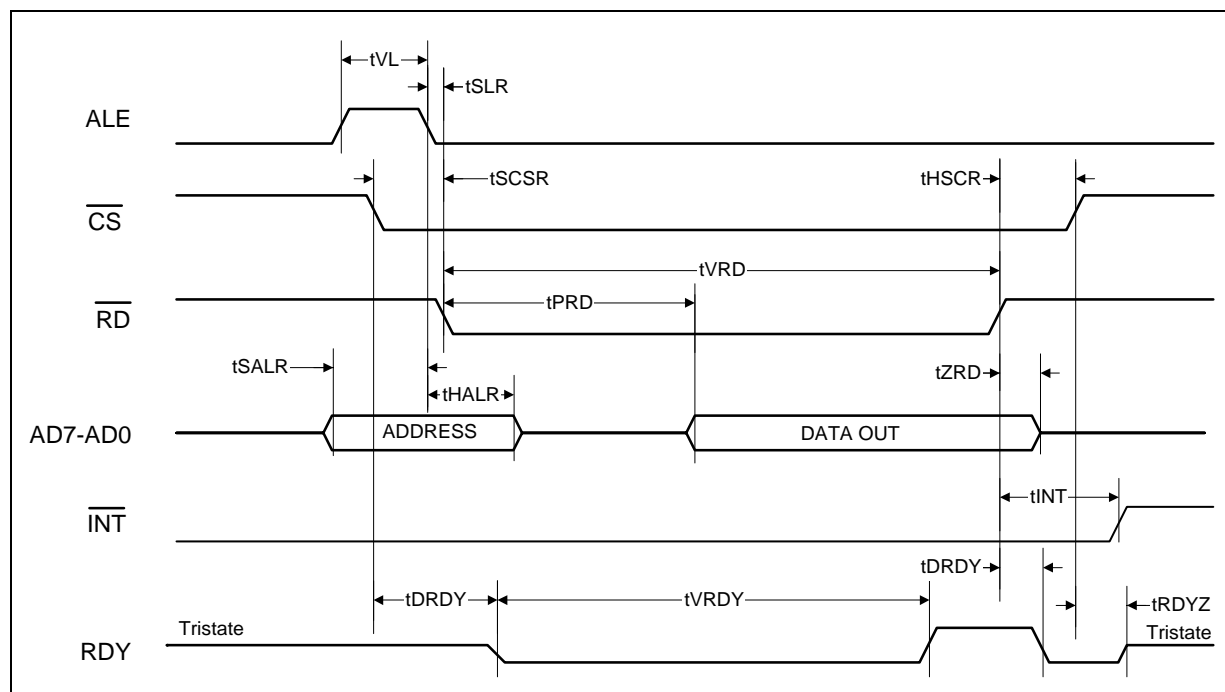 tVL
tSLR
ALE
tSCSR
tHSCR
CS
tVRD
tPRD
RD
tSALR
tHALR
tZRD
AD7-AD0
ADDRESS
DATA OUT
tINT
INT
tDRDY
tDRDY
tVRDY
tRDYZ
Tristate
Tristate
RDY